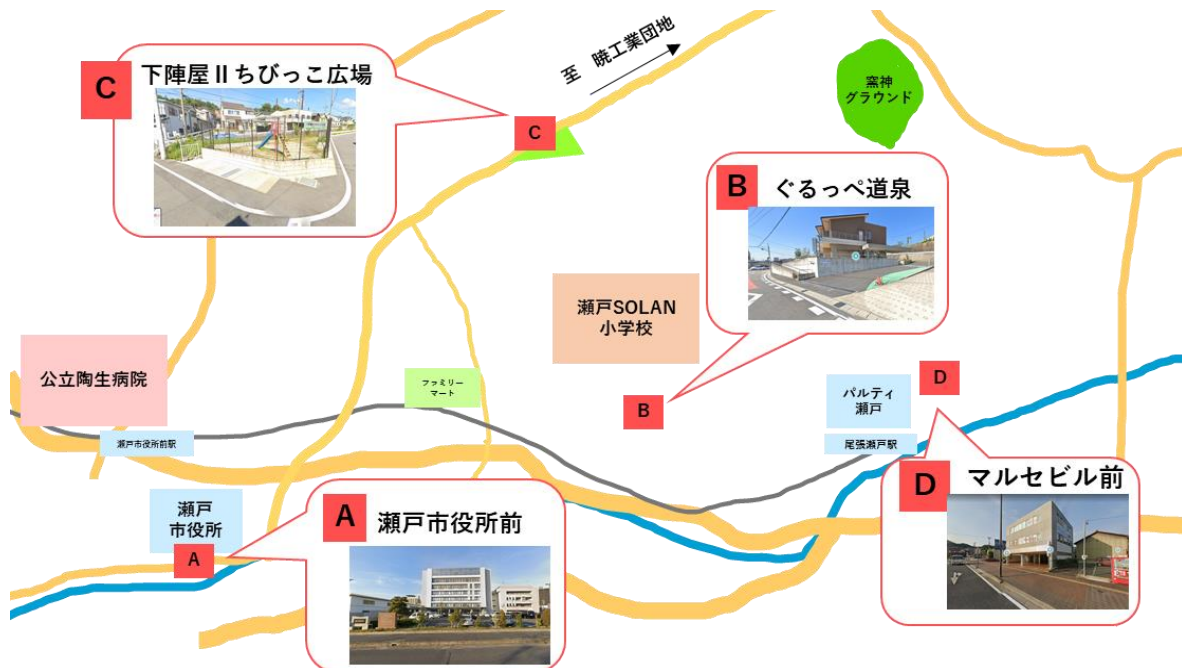 至 暁工業団地
C
下陣屋Ⅱちびっこ広場
窯神
グラウンド
C
B
ぐるっぺ道泉
瀬戸SOLAN
小学校
公立陶生病院
ファミリー
マート
B
パルティ
瀬戸
D
瀬戸市役所前駅
尾張瀬戸駅
瀬戸
市役所
A
A
瀬戸市役所前
D
マルセビル前